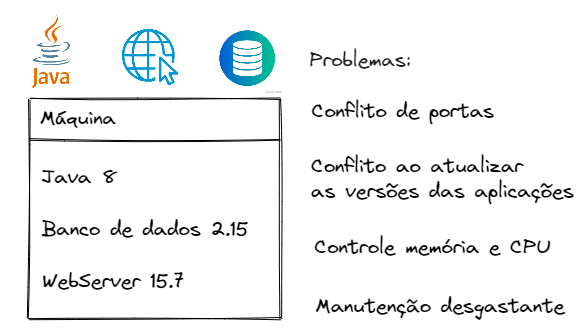 Java
Máquina
Java 8
Banco de dados 2.15
WebServer 15.7
Problemas:
Conflito de portas
Conflito ao atualizar
as versões das aplicações
Controle memória e CPU
Manutenção desgastante